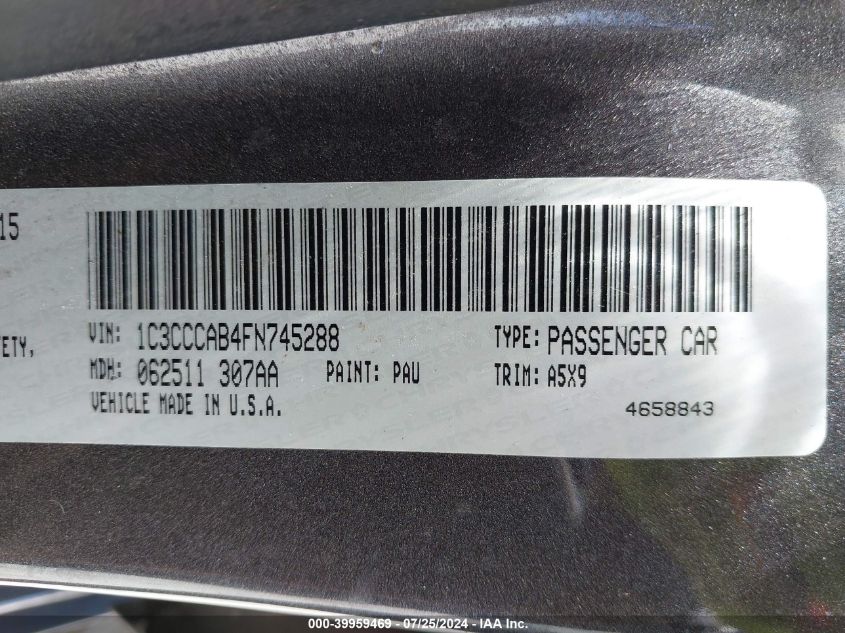 15
VIN: 1C3CCCAB4FN745288 TYPE: PASSENGER CAR
ETY,
MDH: 062511 307AA PAINT: PAU TRIM: A5X9
VEHICLE MADE IN U.S.A. 4658843
000-39959469 - 07/25/2024 - IAA Inc.